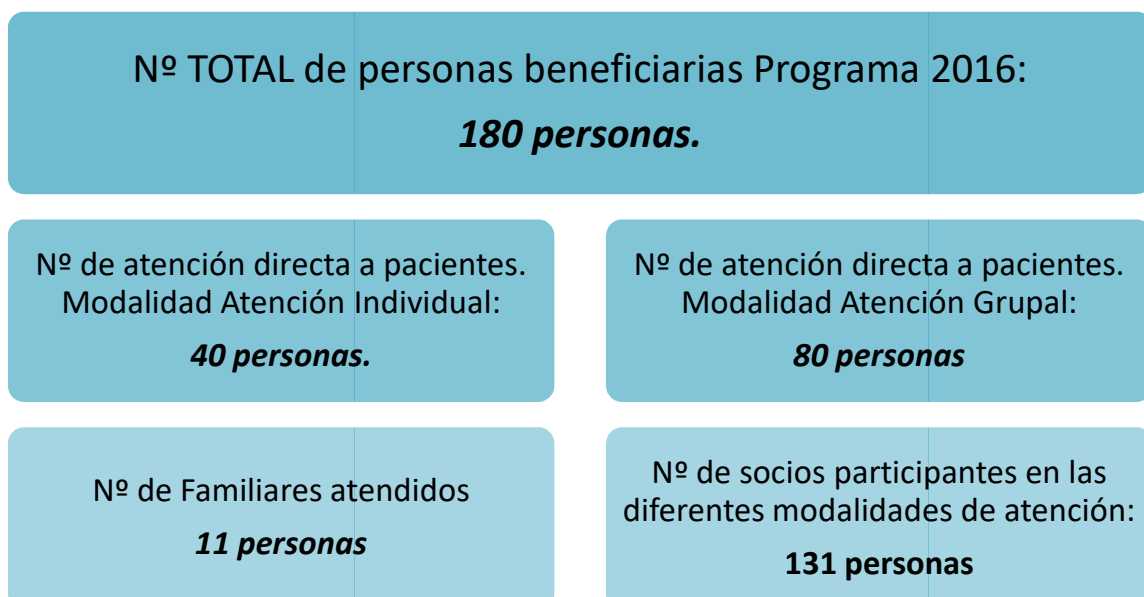 Nº TOTAL de personas beneficiarias Programa 2016:
180 personas.
Nº de atención directa a pacientes.
Modalidad Atención Individual:
40 personas.
Nº de atención directa a pacientes.
Modalidad Atención Grupal:
80 personas
Nº de Familiares atendidos
11 personas
Nº de socios participantes en las
diferentes modalidades de atención:
131 personas